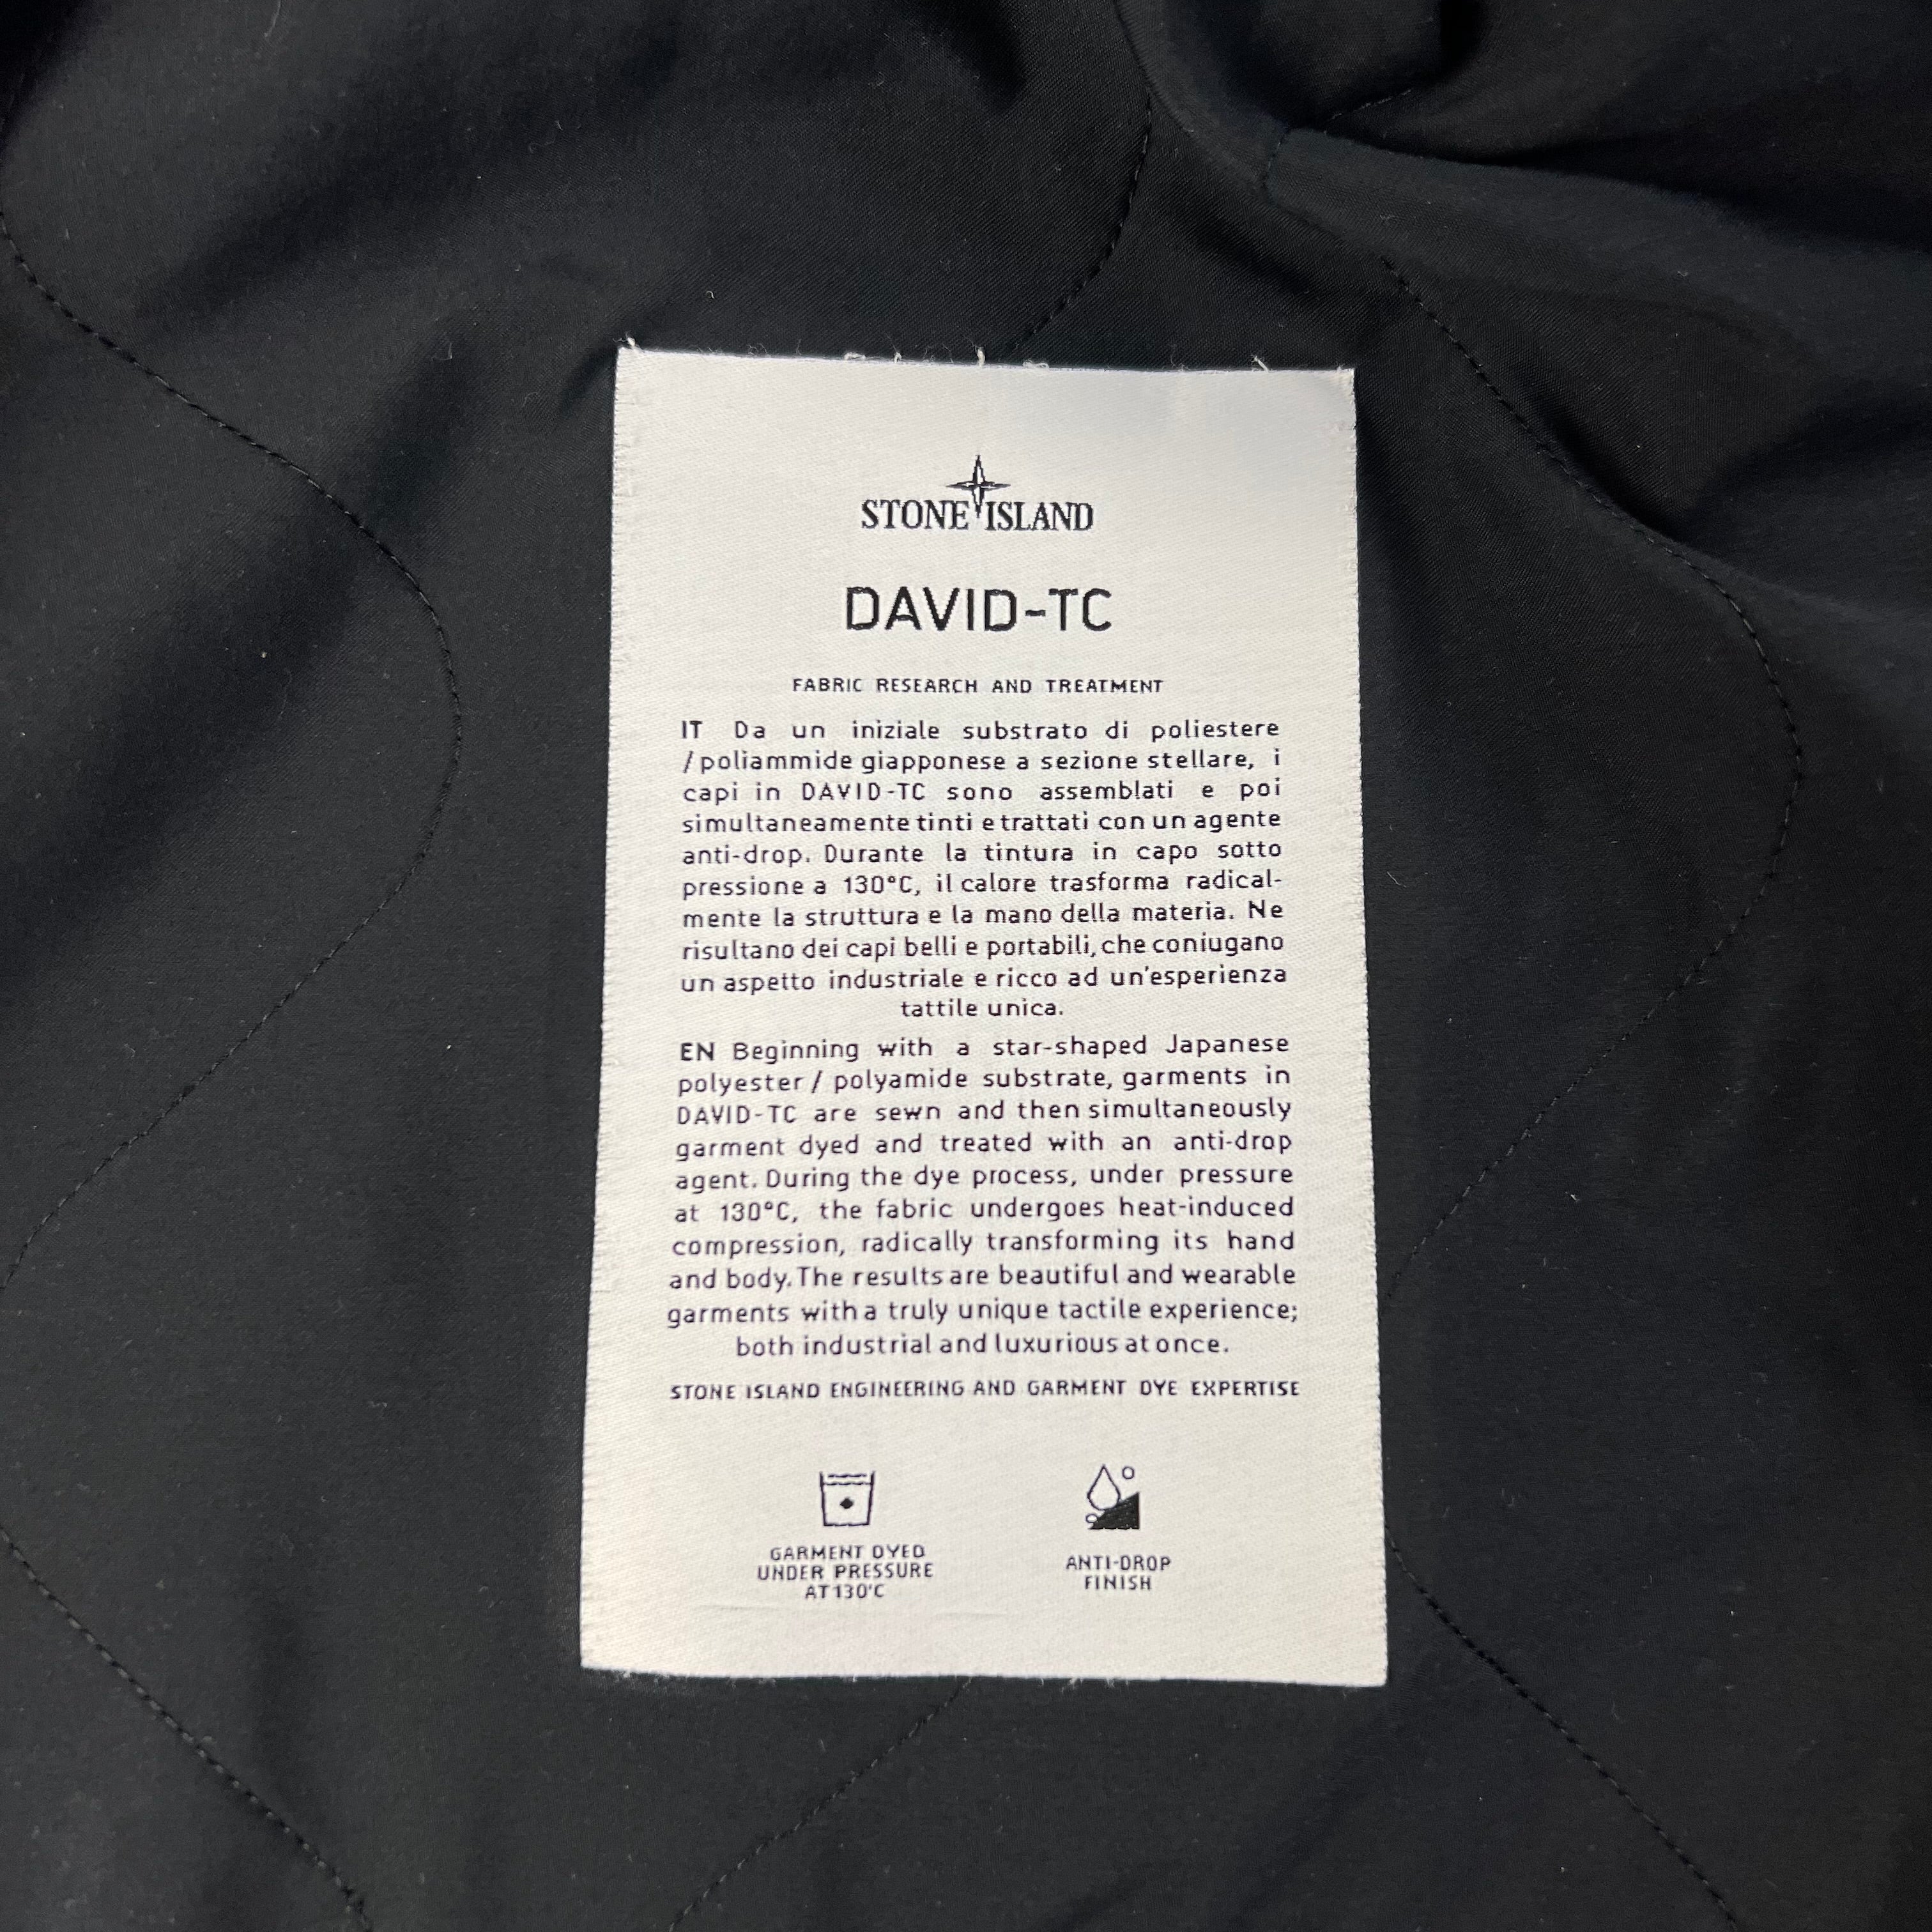 STONE ISLAND
DAVID-TC
FABRIC RESEARCH AND TREATMENT
IT Da un iniziale substrato di poliestere
/poliammide giapponese a sezione stellare, i
capi in DAVID-TC sono assemblati e poi
simultaneamente tinti e trattati con un agente
anti-drop. Durante la tintura in capo sotto
pressione a 130°C, il calore trasforma radical-
mente la struttura e la mano della materia. Ne
risultano dei capi belli e portabili, che coniugano
un aspetto industriale e ricco ad un'esperienza
tattile unica.
EN Beginning with a star-shaped Japanese
polyester / polyamide substrate, garments in
DAVID-TC are sewn and then simultaneously
garment dyed and treated with an anti-drop
agent. During the dye process, under pressure
at 130°C, the fabric undergoes heat-induced
compression, radically transforming its hand
and body. The results are beautiful and wearable
garments with a truly unique tactile experience;
both industrial and luxurious at once.
STONE ISLAND ENGINEERING AND GARMENT DYE EXPERTISE
GARMENT DYED
UNDER PRESSURE
AT 130°C
ANTI-DROP
FINISH